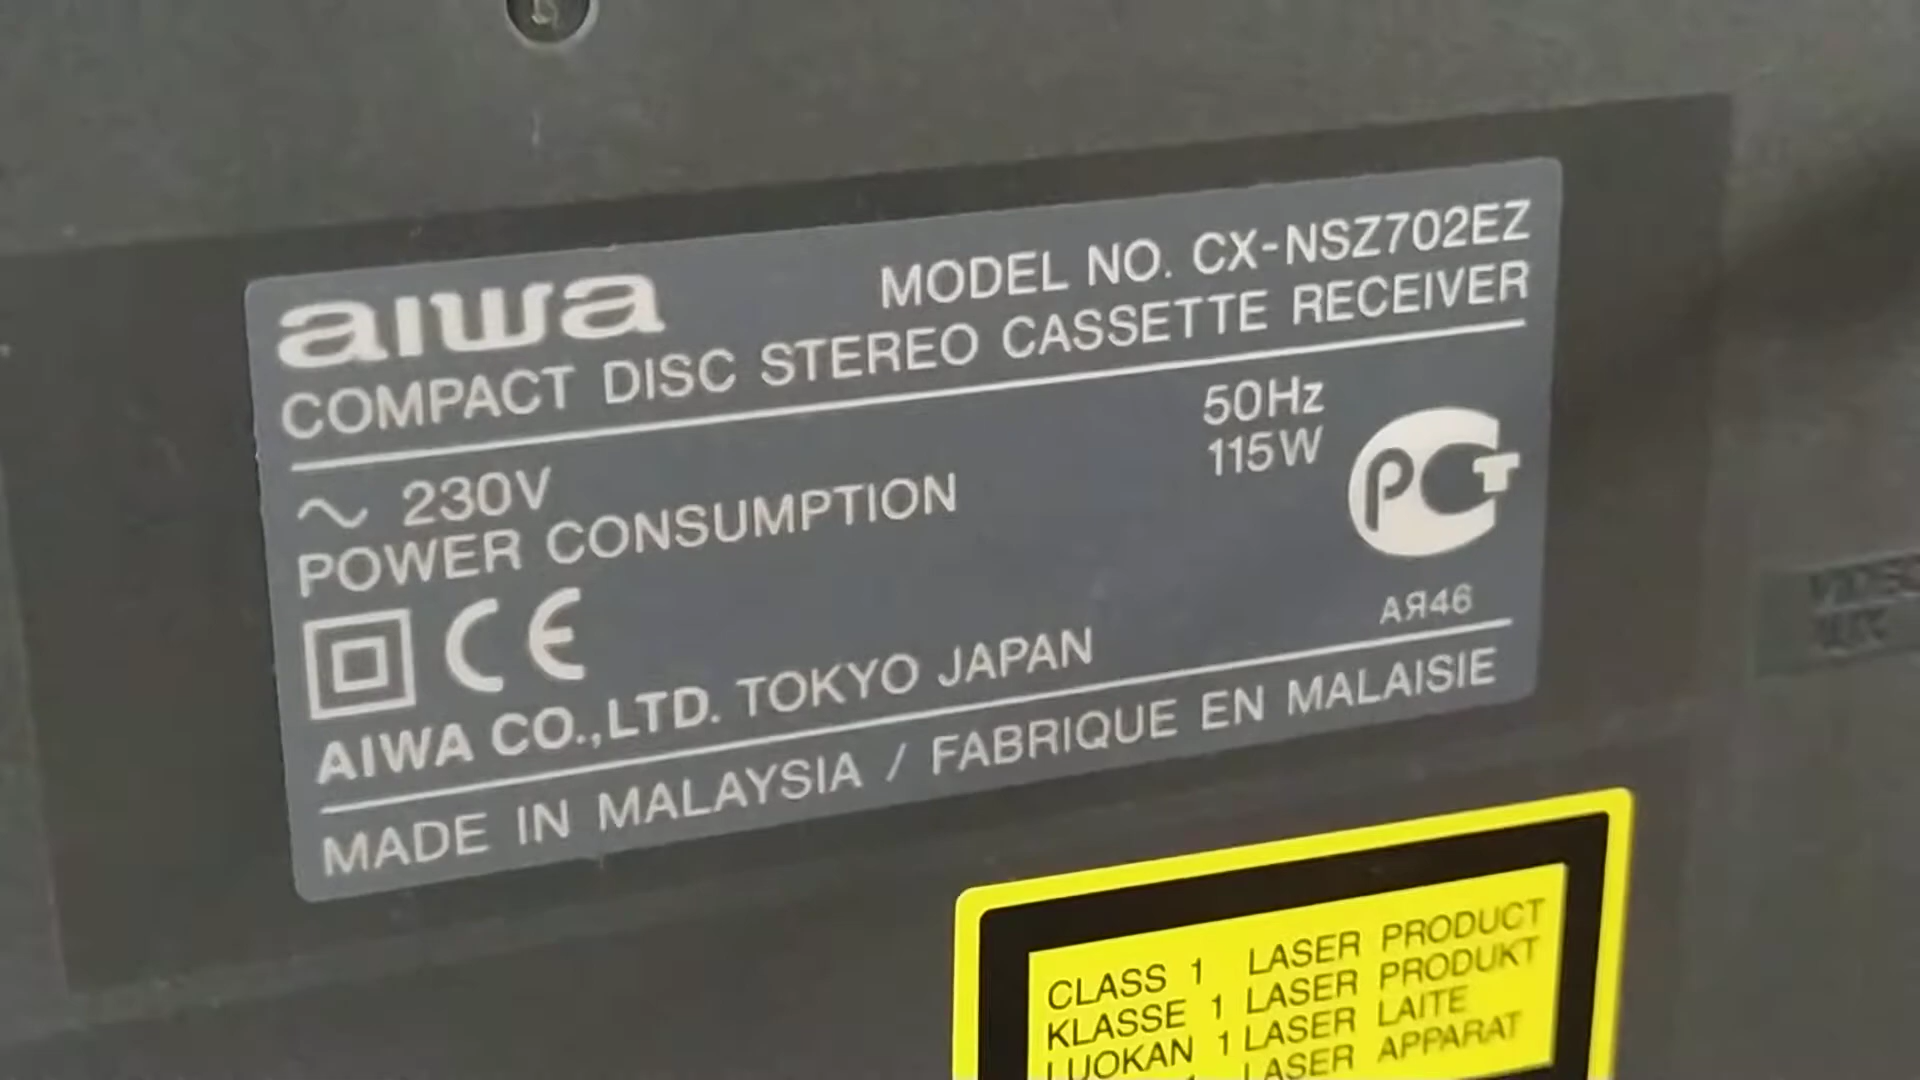 aiwa
MODEL NO. CX-NSZ702EZ
COMPACT DISC STEREO CASSETTE RECEIVER
~ 230V 50Hz
POWER CONSUMPTION 115W
РСТ
CE
АЯ46
AIWA CO.,LTD. TOKYO JAPAN
MADE IN MALAYSIA / FABRIQUE EN MALAISIE
CLASS 1 LASER PRODUCT
KLASSE 1 LASER PRODUKT
LUOKAN 1 LASER LAITE
LASER APPARAT